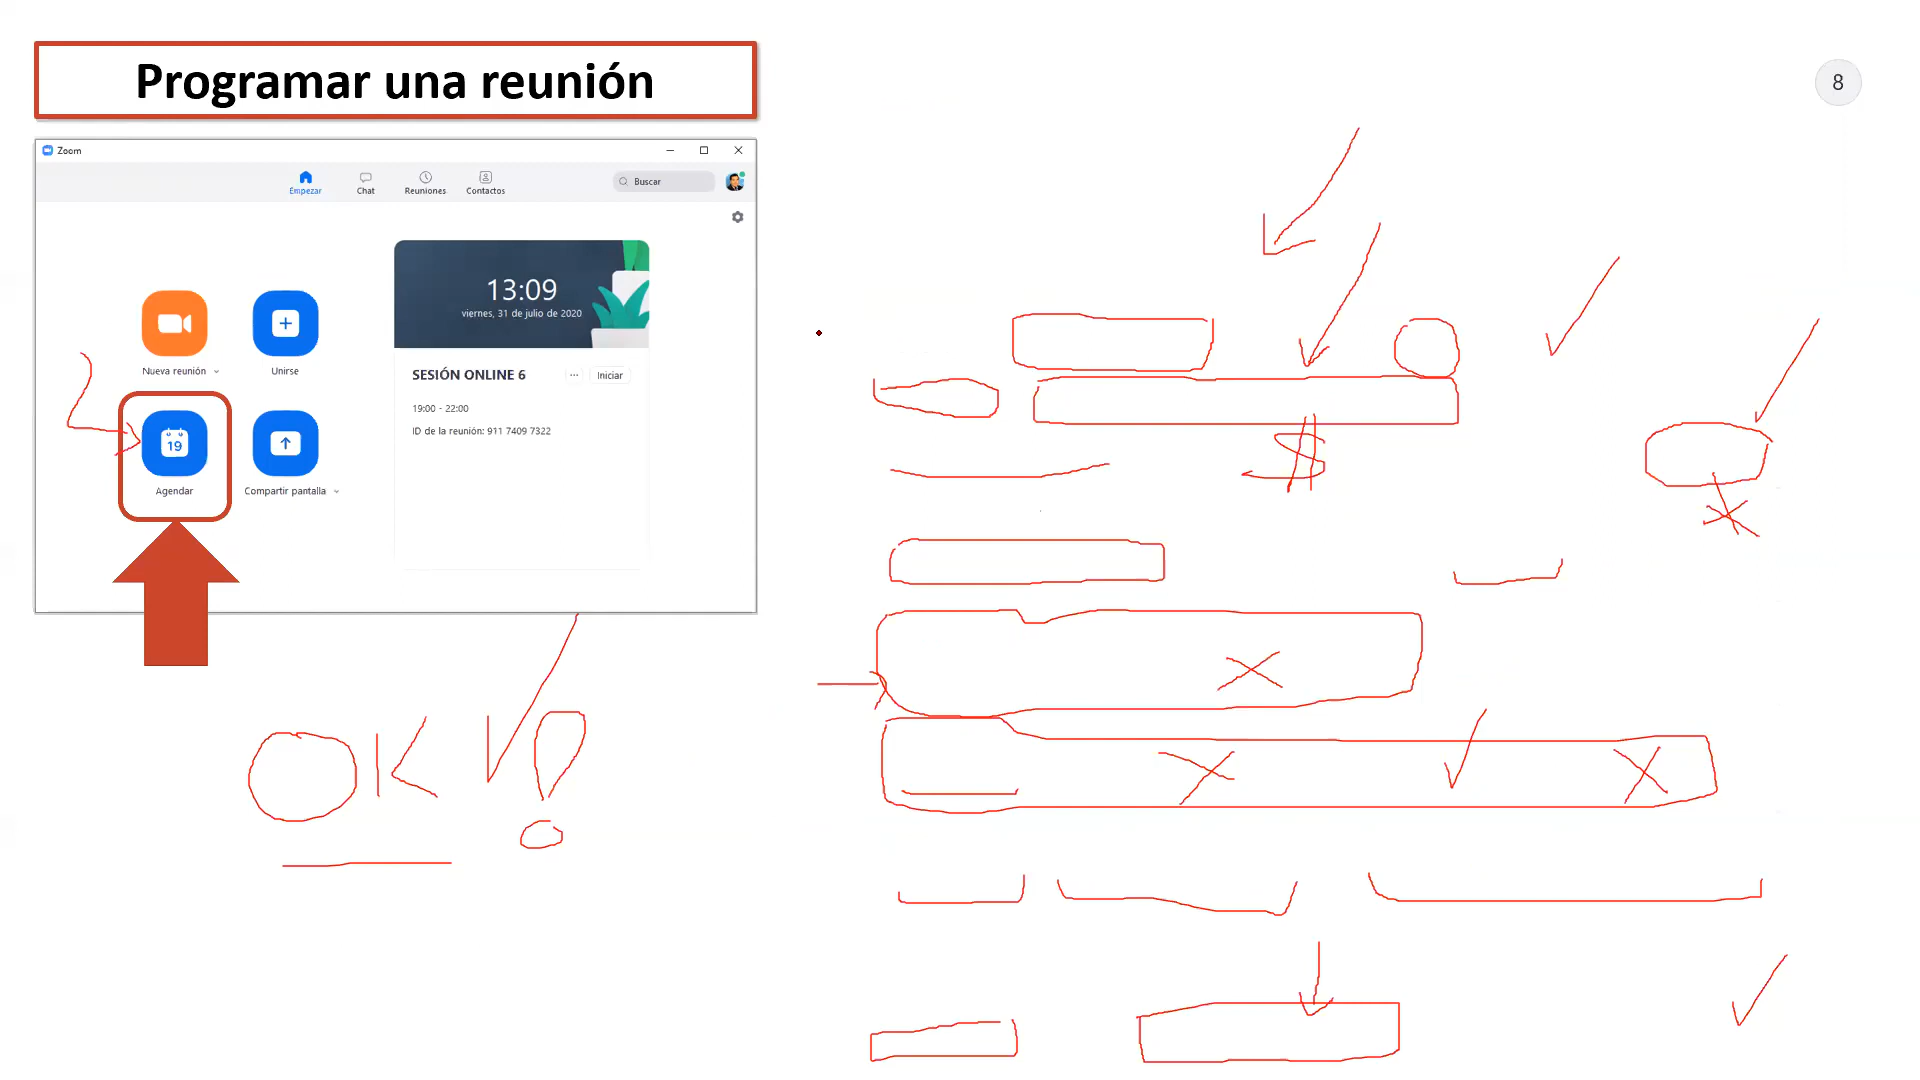 Programar una reunión
8
Zoom
Empezar
Chat
Reuniones
Contactos
Buscar
13:09
viernes, 31 de julio de 2020
Nueva reunión
Unirse
SESIÓN ONLINE 6
... Iniciar
19:00 - 22:00
ID de la reunión: 911 7409 7322
19
Agendar
Compartir pantalla
$
OK